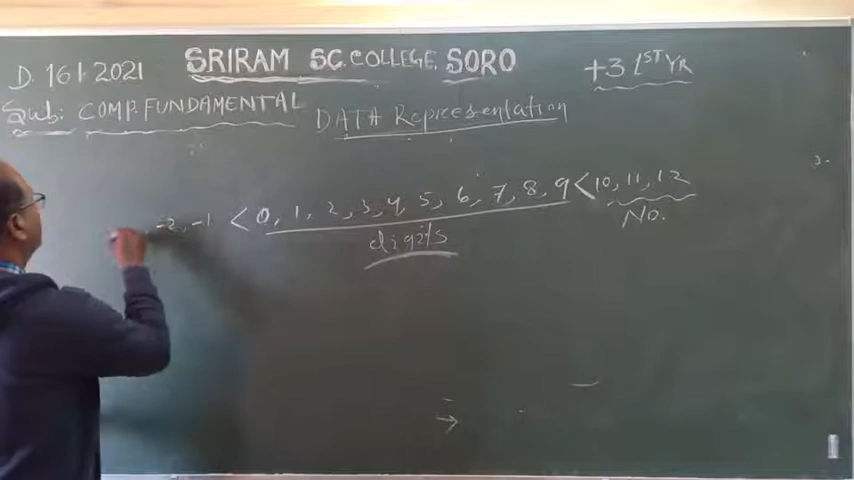 D. 16 1.2021 SRIRAM SC.COLLEGE, SORO +3 1ST YR
Sub: COMP. FUNDAMENTAL DATA Representation
-2, -1 < 0, 1, 2, 3, 4, 5, 6, 7, 8, 9 < 10, 11, 12
digits No.